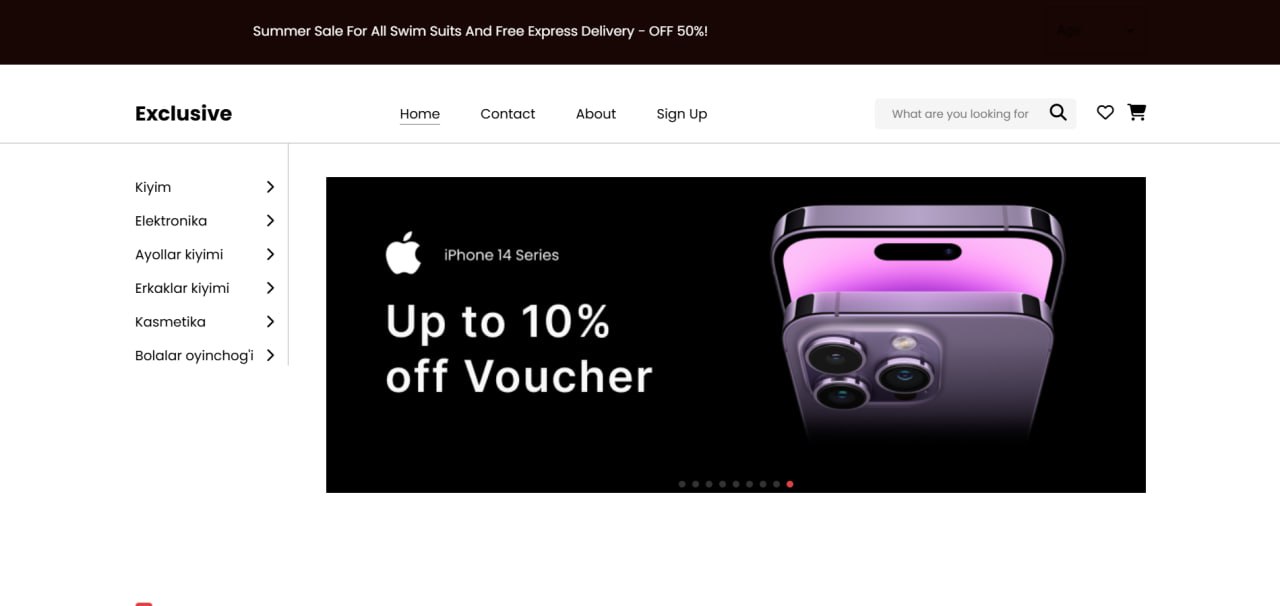 Summer Sale For All Swim Suits And Free Express Delivery - OFF 50%!
Age
Exclusive
Home
Contact
About
Sign Up
What are you looking for
Kiyim
Elektronika
Ayollar kiyimi
Erkaklar kiyimi
Kasmetika
Bolalar oyinchog'i
iPhone 14 Series
Up to 10%
off Voucher